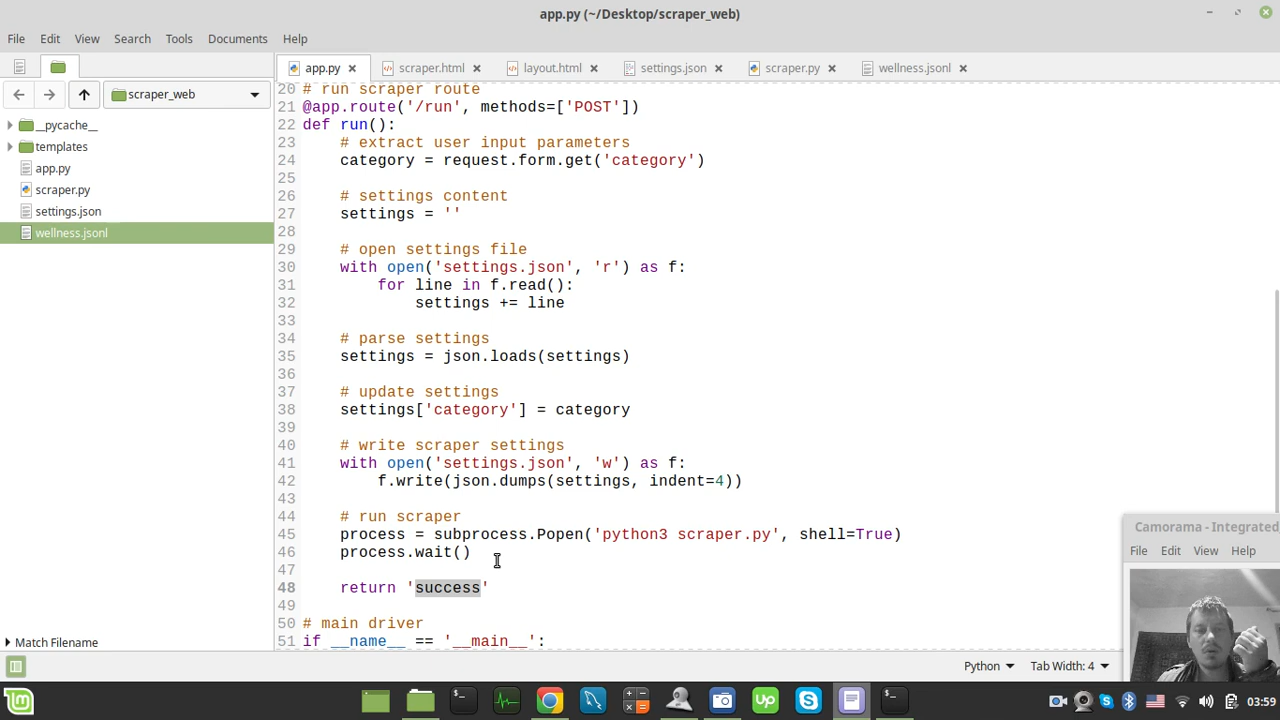 app.py (~/Desktop/scraper_web)
File Edit View Search Tools Documents Help
app.py scraper.html layout.html settings.json scraper.py wellness.jsonl
scraper_web
__pycache__
templates
app.py
scraper.py
settings.json
wellness.jsonl
20 # run scraper route
21 @app.route('/run', methods=['POST'])
22 def run():
23 # extract user input parameters
24 category = request.form.get('category')
25
26 # settings content
27 settings = ''
28
29 # open settings file
30 with open('settings.json', 'r') as f:
31 for line in f.read():
32 settings += line
33
34 # parse settings
35 settings = json.loads(settings)
36
37 # update settings
38 settings['category'] = category
39
40 # write scraper settings
41 with open('settings.json', 'w') as f:
42 f.write(json.dumps(settings, indent=4))
43
44 # run scraper
45 process = subprocess.Popen('python3 scraper.py', shell=True)
46 process.wait()
47
48 return 'success'
49
50 # main driver
51 if __name__ == '__main__':
Match Filename
Python Tab Width: 4
Camorama - Integrated
File Edit View Help
Up
03:59